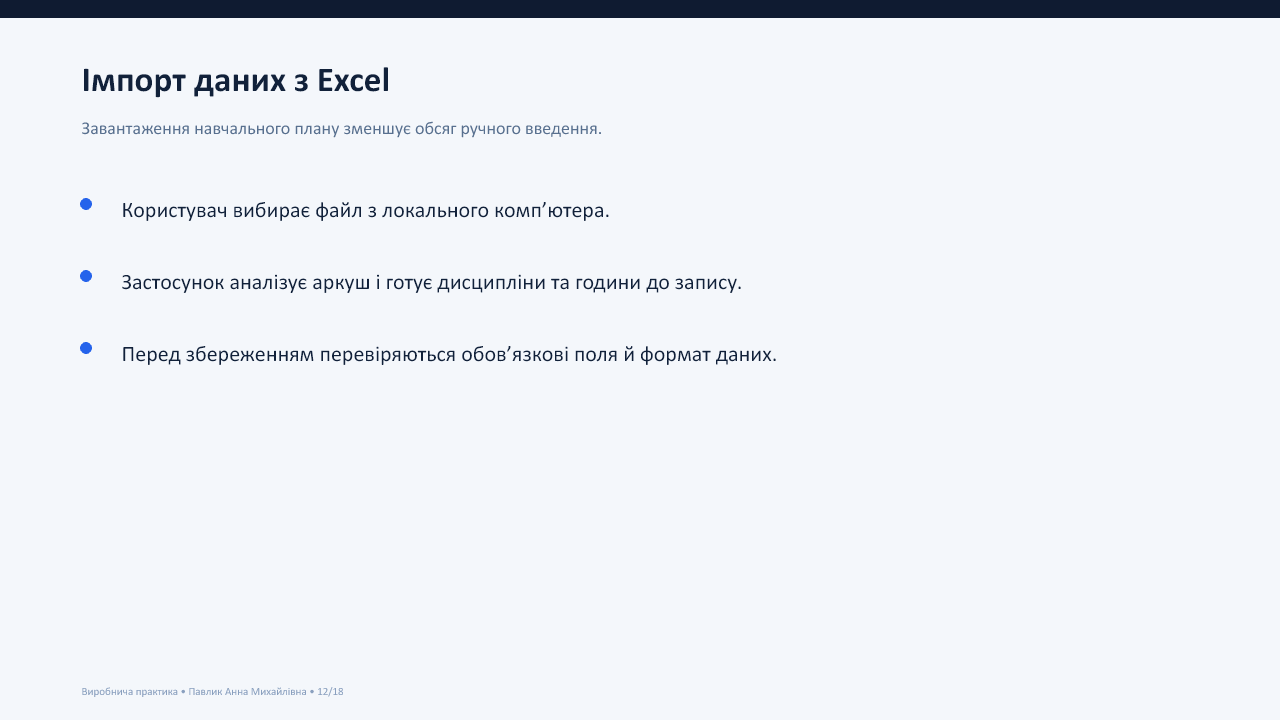 Імпорт даних з Excel
Завантаження навчального плану зменшує обсяг ручного введення.
Користувач вибирає файл з локального комп’ютера.
Застосунок аналізує аркуш і готує дисципліни та години до запису.
Перед збереженням перевіряються обов’язкові поля й формат даних.
Виробнича практика • Павлик Анна Михайлівна • 12/18